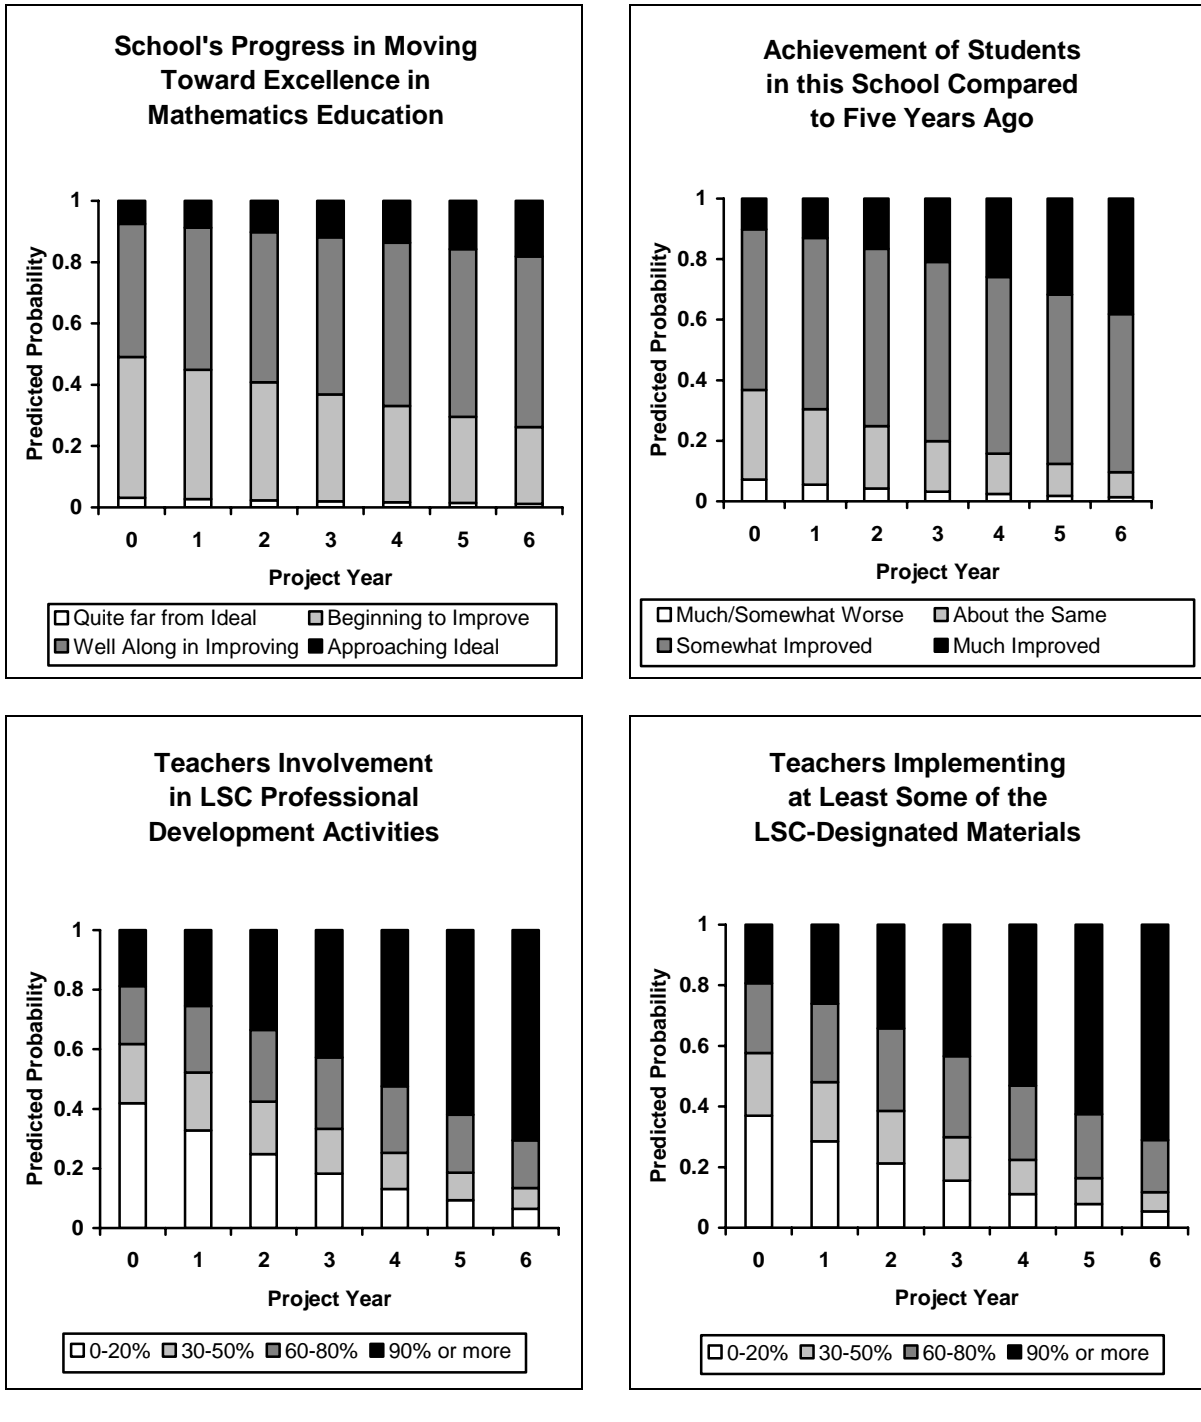 School's Progress in Moving
Toward Excellence in
Mathematics Education
1
0.8
0.6
0.4
0.2
0
Predicted Probability
0 1 2 3 4 5 6
Project Year
Quite far from Ideal Beginning to Improve
Well Along in Improving Approaching Ideal
Achievement of Students
in this School Compared
to Five Years Ago
1
0.8
0.6
0.4
0.2
0
Predicted Probability
0 1 2 3 4 5 6
Project Year
Much/Somewhat Worse About the Same
Somewhat Improved Much Improved
Teachers Involvement
in LSC Professional
Development Activities
1
0.8
0.6
0.4
0.2
0
Predicted Probability
0 1 2 3 4 5 6
Project Year
0-20% 30-50% 60-80% 90% or more
Teachers Implementing
at Least Some of the
LSC-Designated Materials
1
0.8
0.6
0.4
0.2
0
Predicted Probability
0 1 2 3 4 5 6
Project Year
0-20% 30-50% 60-80% 90% or more